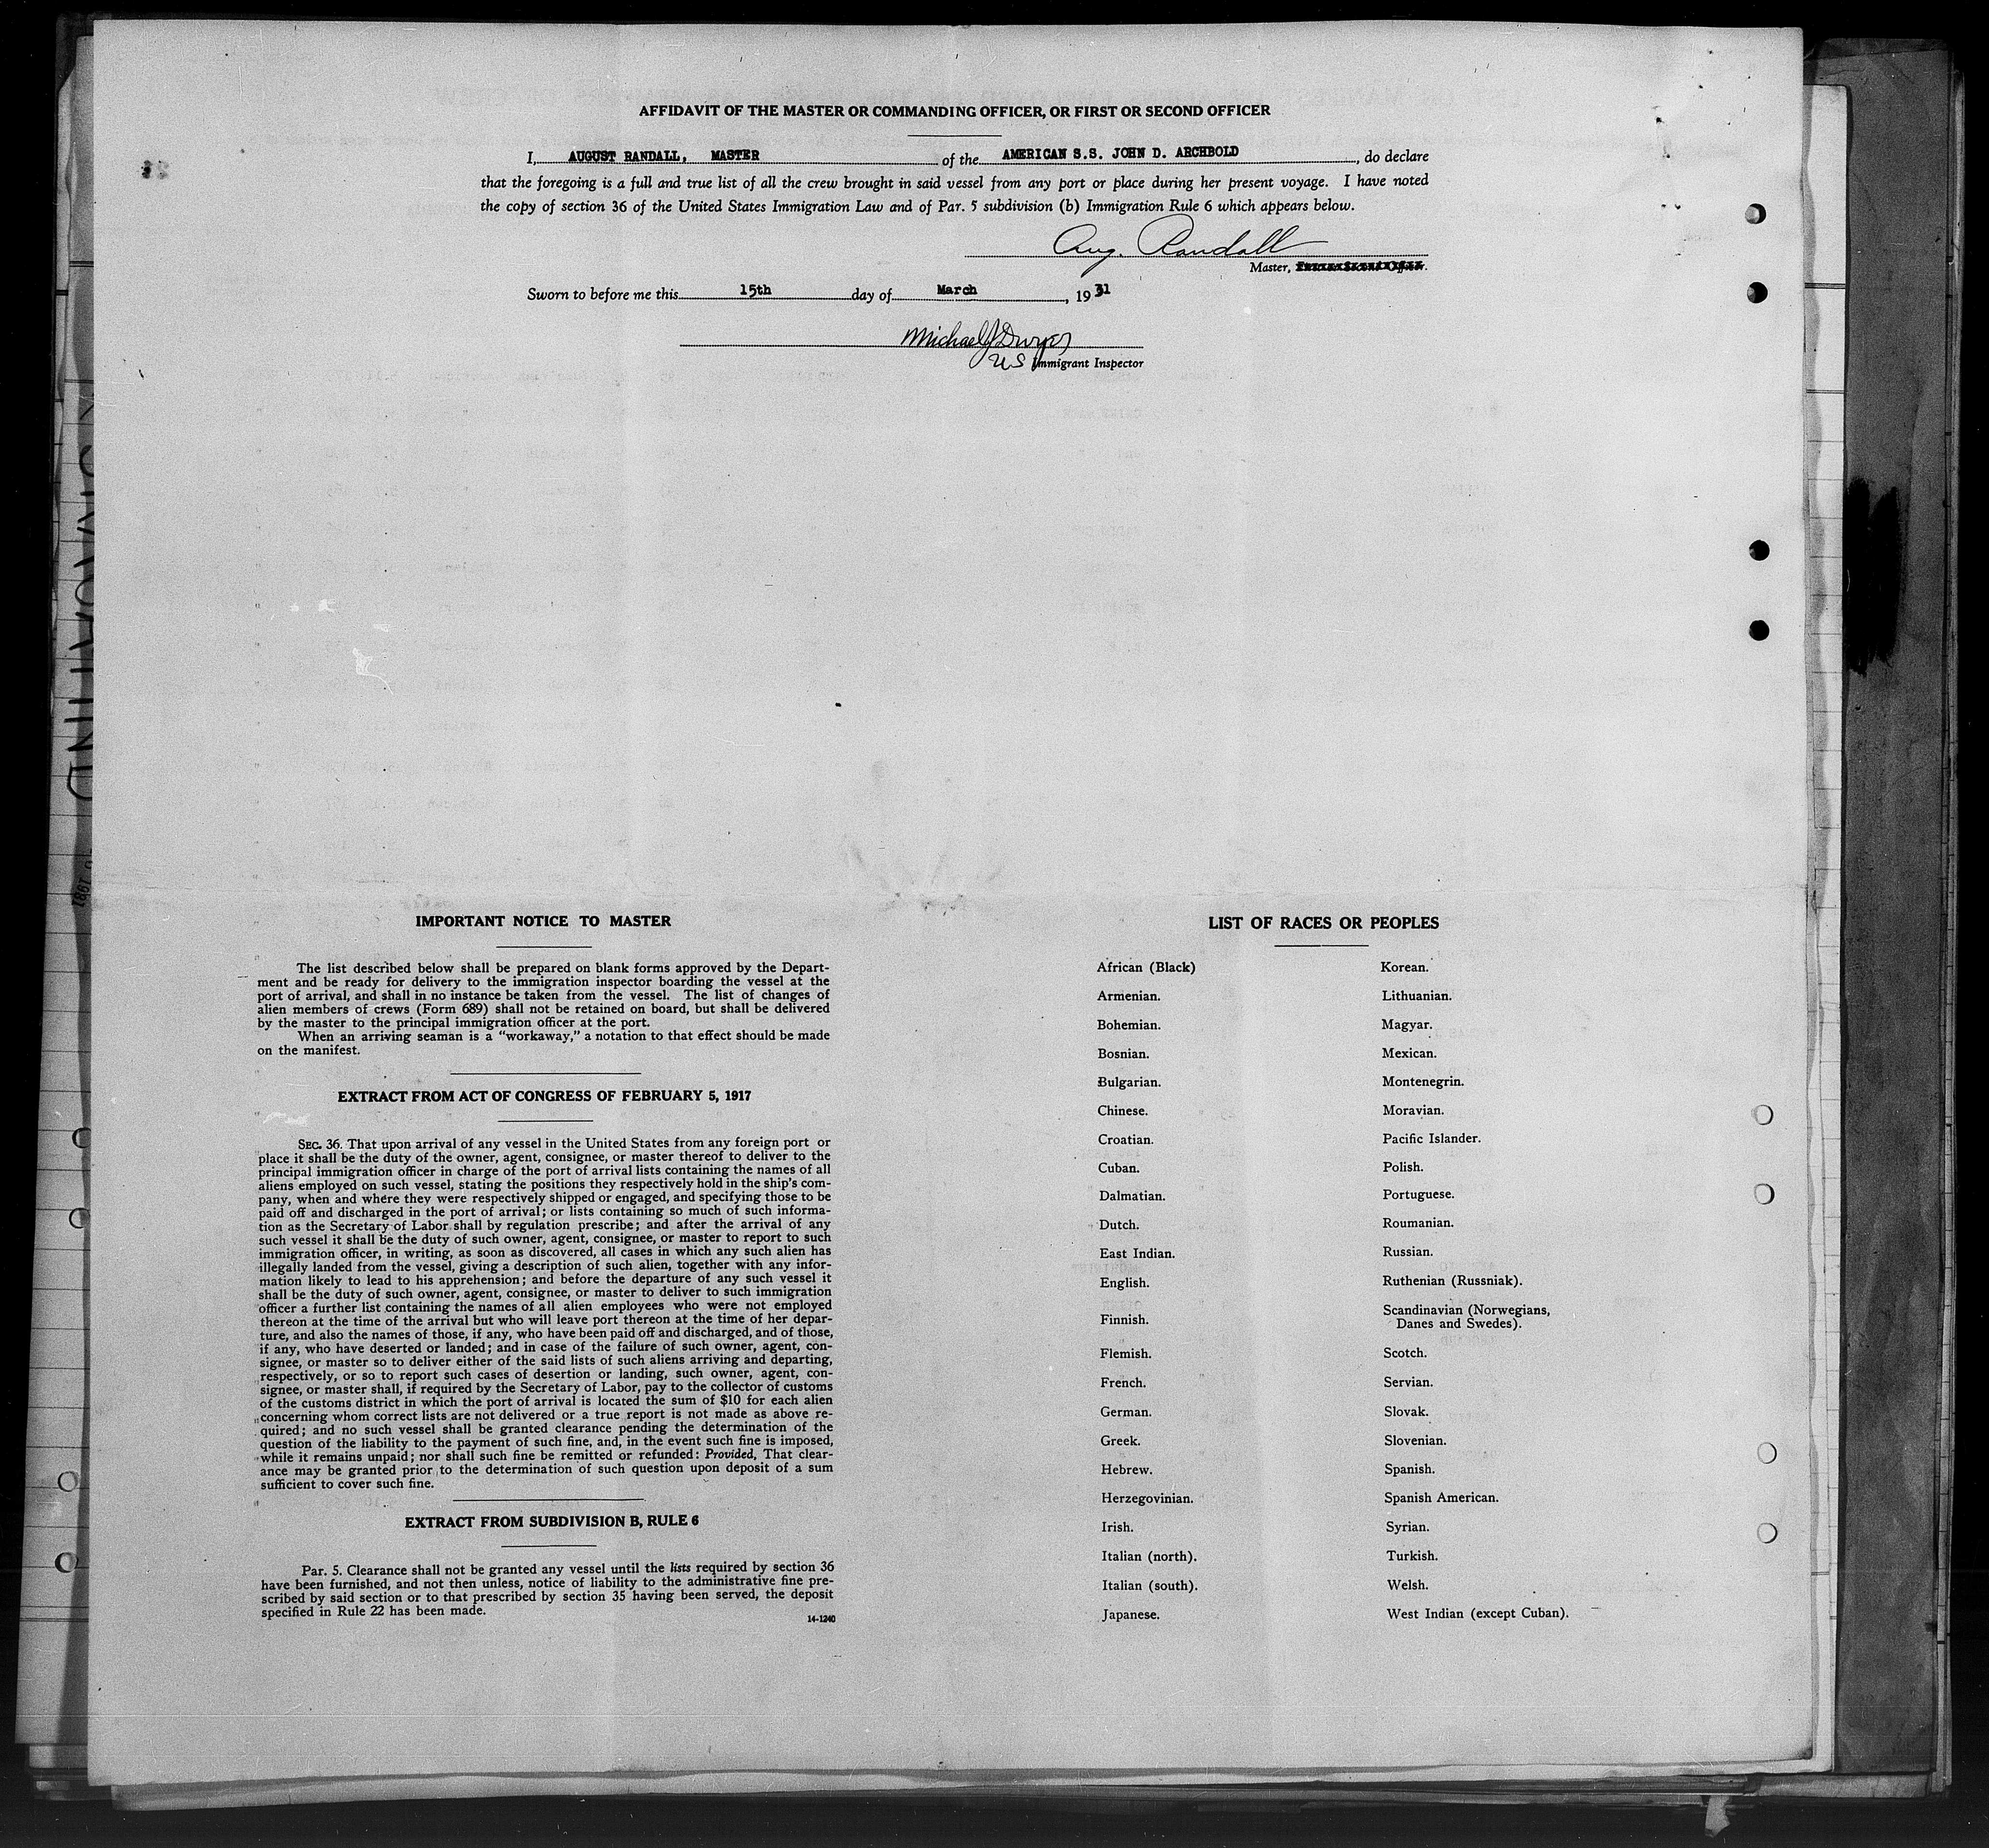 AFFIDAVIT OF THE MASTER OR COMMANDING OFFICER, OR FIRST OR SECOND OFFICER
I, AUGUST RANDALL, MASTER of the AMERICAN S.S. JOHN D. ARCHBOLD, do declare
that the foregoing is a full and true list of all the crew brought in said vessel from any port or place during her present voyage. I have noted
the copy of section 36 of the United States Immigration Law and of Par. 5 subdivision (b) Immigration Rule 6 which appears below.
Aug. Randall
Master,
Sworn to before me this 15th day of March, 1931
Michael J Dwyer
US Immigrant Inspector
IMPORTANT NOTICE TO MASTER
The list described below shall be prepared on blank forms approved by the Depart-
ment and be ready for delivery to the immigration inspector boarding the vessel at the
port of arrival, and shall in no instance be taken from the vessel. The list of changes of
alien members of crews (Form 689) shall not be retained on board, but shall be delivered
by the master to the principal immigration officer at the port.
When an arriving seaman is a “workaway,” a notation to that effect should be made
on the manifest.
EXTRACT FROM ACT OF CONGRESS OF FEBRUARY 5, 1917
SEC. 36. That upon arrival of any vessel in the United States from any foreign port or
place it shall be the duty of the owner, agent, consignee, or master thereof to deliver to the
principal immigration officer in charge of the port of arrival lists containing the names of all
aliens employed on such vessel, stating the positions they respectively hold in the ship's com-
pany, when and where they were respectively shipped or engaged, and specifying those to be
paid off and discharged in the port of arrival; or lists containing so much of such informa-
tion as the Secretary of Labor shall by regulation prescribe; and after the arrival of any
such vessel it shall be the duty of such owner, agent, consignee, or master to report to such
immigration officer, in writing, as soon as discovered, all cases in which any such alien has
illegally landed from the vessel, giving a description of such alien, together with any infor-
mation likely to lead to his apprehension; and before the departure of any such vessel it
shall be the duty of such owner, agent, consignee, or master to deliver to such immigration
officer a further list containing the names of all alien employees who were not employed
thereon at the time of the arrival but who will leave port thereon at the time of her depar-
ture, and also the names of those, if any, who have been paid off and discharged, and of those,
if any, who have deserted or landed; and in case of the failure of such owner, agent, con-
signee, or master so to deliver either of the said lists of such aliens arriving and departing,
respectively, or so to report such cases of desertion or landing, such owner, agent, con-
signee, or master shall, if required by the Secretary of Labor, pay to the collector of customs
of the customs district in which the port of arrival is located the sum of $10 for each alien
concerning whom correct lists are not delivered or a true report is not made as above re-
quired; and no such vessel shall be granted clearance pending the determination of the
question of the liability to the payment of such fine, and, in the event such fine is imposed,
while it remains unpaid; nor shall such fine be remitted or refunded: Provided, That clear-
ance may be granted prior to the determination of such question upon deposit of a sum
sufficient to cover such fine.
EXTRACT FROM SUBDIVISION B, RULE 6
Par. 5. Clearance shall not be granted any vessel until the lists required by section 36
have been furnished, and not then unless, notice of liability to the administrative fine pre-
scribed by said section or to that prescribed by section 35 having been served, the deposit
specified in Rule 22 has been made.
14-1240
LIST OF RACES OR PEOPLES
African (Black)
Armenian.
Bohemian.
Bosnian.
Bulgarian.
Chinese.
Croatian.
Cuban.
Dalmatian.
Dutch.
East Indian.
English.
Finnish.
Flemish.
French.
German.
Greek.
Hebrew.
Herzegovinian.
Irish.
Italian (north).
Italian (south).
Japanese.
Korean.
Lithuanian.
Magyar.
Mexican.
Montenegrin.
Moravian.
Pacific Islander.
Polish.
Portuguese.
Roumanian.
Russian.
Ruthenian (Russniak).
Scandinavian (Norwegians,
Danes and Swedes).
Scotch.
Servian.
Slovak.
Slovenian.
Spanish.
Spanish American.
Syrian.
Turkish.
Welsh.
West Indian (except Cuban).